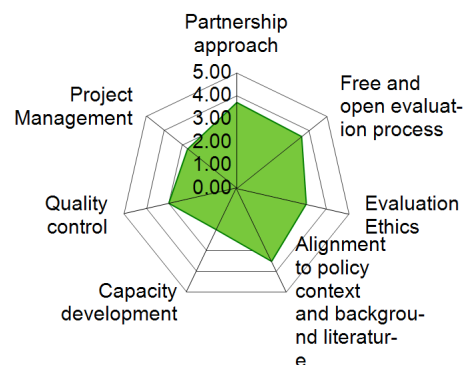 Partnership
approach
5.00
4.00
3.00
2.00
1.00
0.00
Free and
open evaluat-
ion process
Evaluation
Ethics
Alignment
to policy
context
and backgrou-
nd literatur-
e
Capacity
development
Quality
control
Project
Management